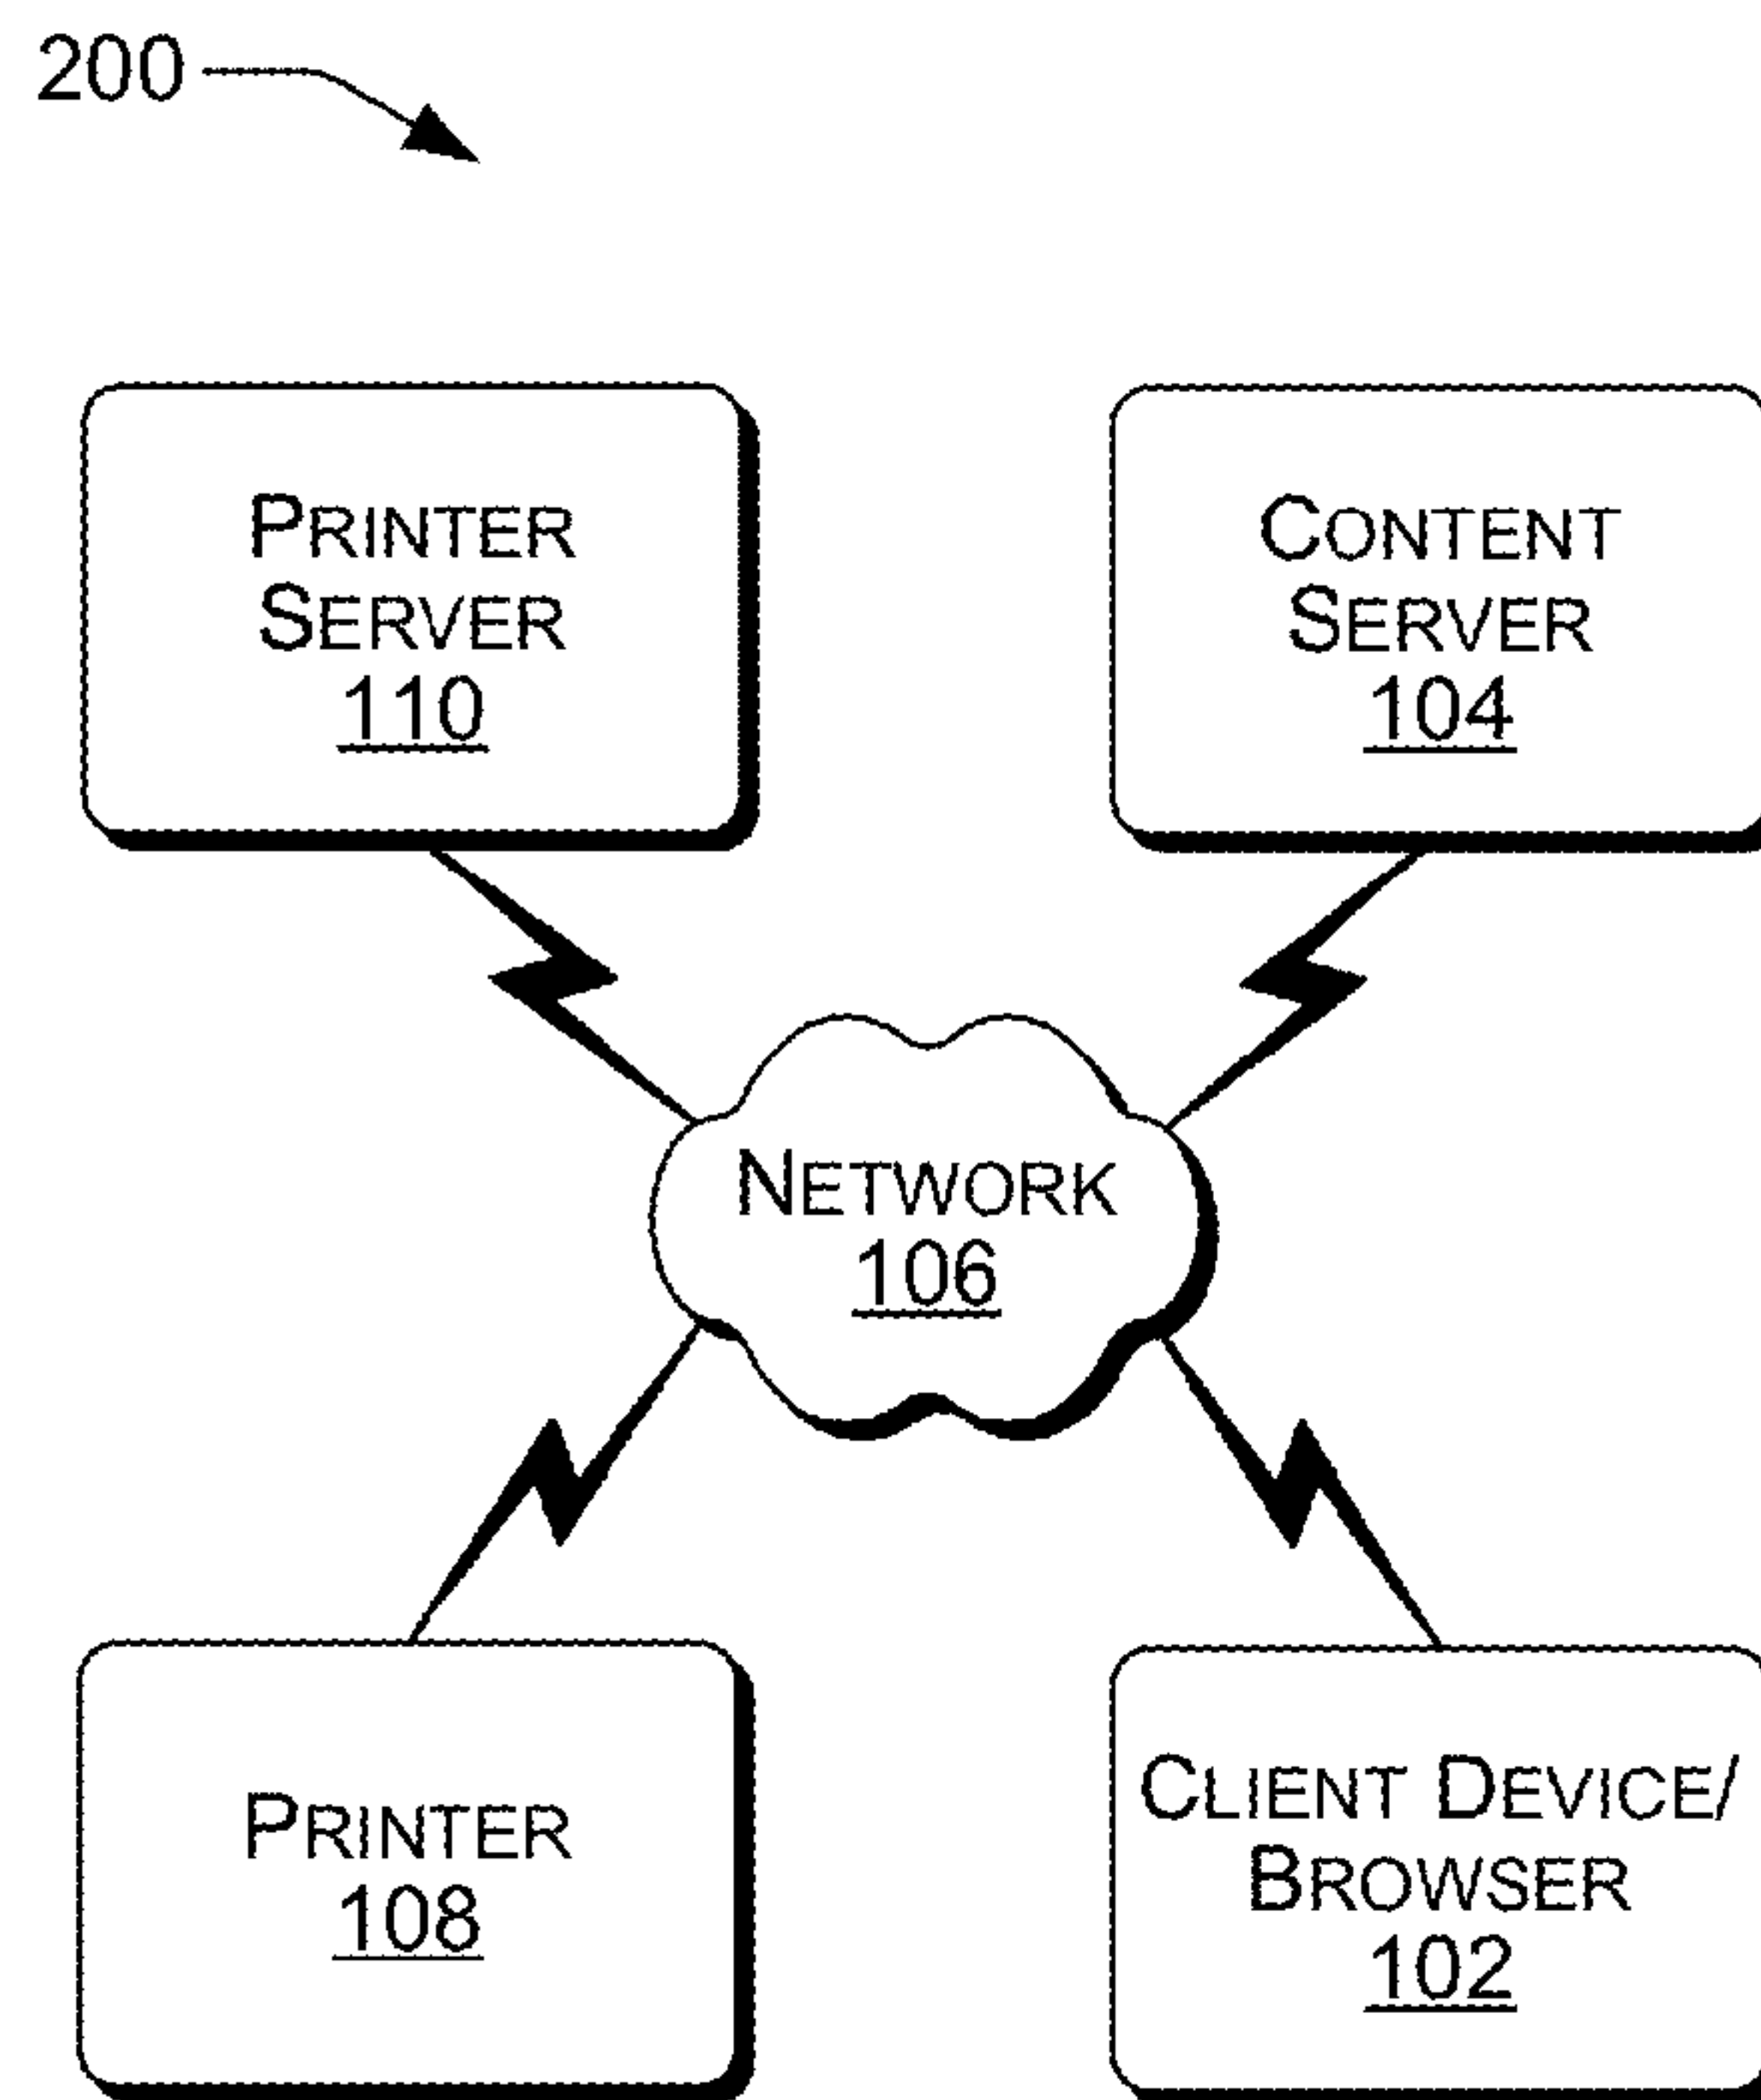 200
PRINTER
SERVER
110
CONTENT
SERVER
104
NETWORK
106
PRINTER
108
CLIENT DEVICE/
BROWSER
102